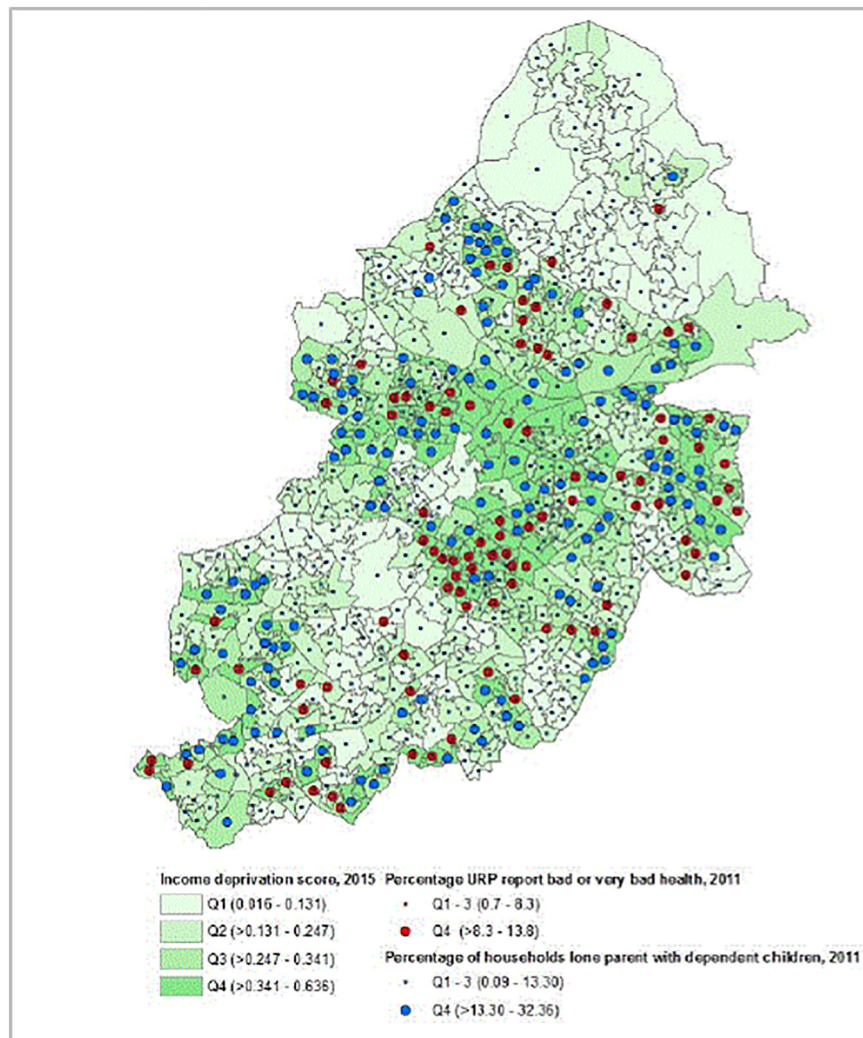 Income deprivation score, 2015
Q1 (0.016 - 0.131)
Q2 (>0.131 - 0.247)
Q3 (>0.247 - 0.341)
Q4 (>0.341 - 0.636)
Percentage URP report bad or very bad health, 2011
Q1 - 3 (0.7 - 8.3)
Q4 (>8.3 - 13.8)
Percentage of households lone parent with dependent children, 2011
Q1 - 3 (0.09 - 13.30)
Q4 (>13.30 - 32.36)